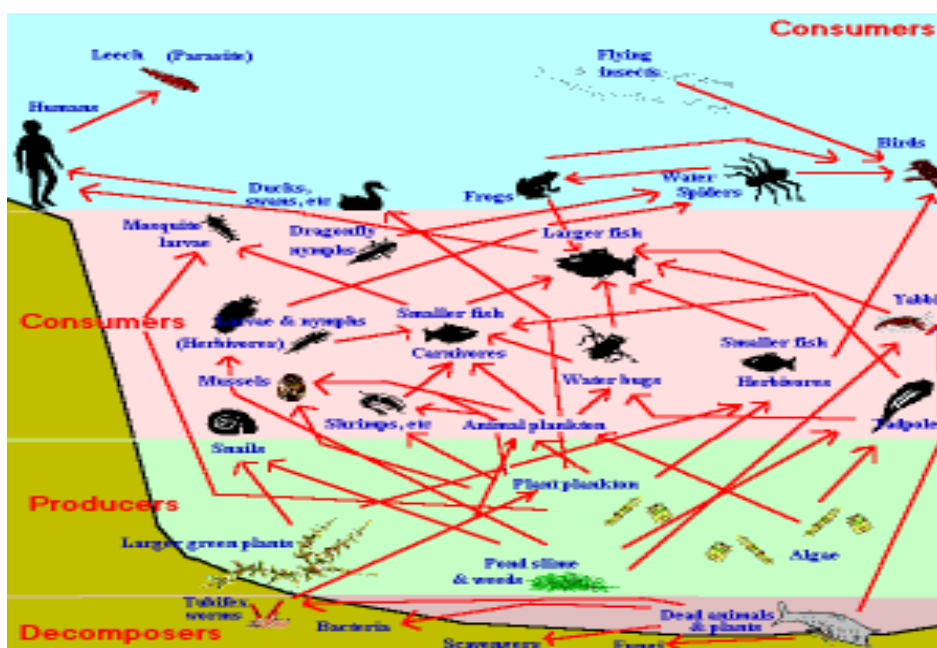 Consumers
Leech (Parasite)
Flying
insects
Humans
Birds
Ducks,
swans, etc
Frogs
Water
Spiders
Mosquito
larvae
Dragonfly
nymphs
Larger fish
Yabbi
Consumers
Larvae & nymphs
(Herbivores)
Smaller fish
Carnivores
Smaller fish
Herbivores
Mussels
Water bugs
Snails
Shrimps, etc
Animal plankton
Tadpole
Producers
Plant plankton
Larger green plants
Pond slime
& weeds
Algae
Tubifex
worms
Bacteria
Dead animals
& plants
Decomposers
Scavengers
Fungi